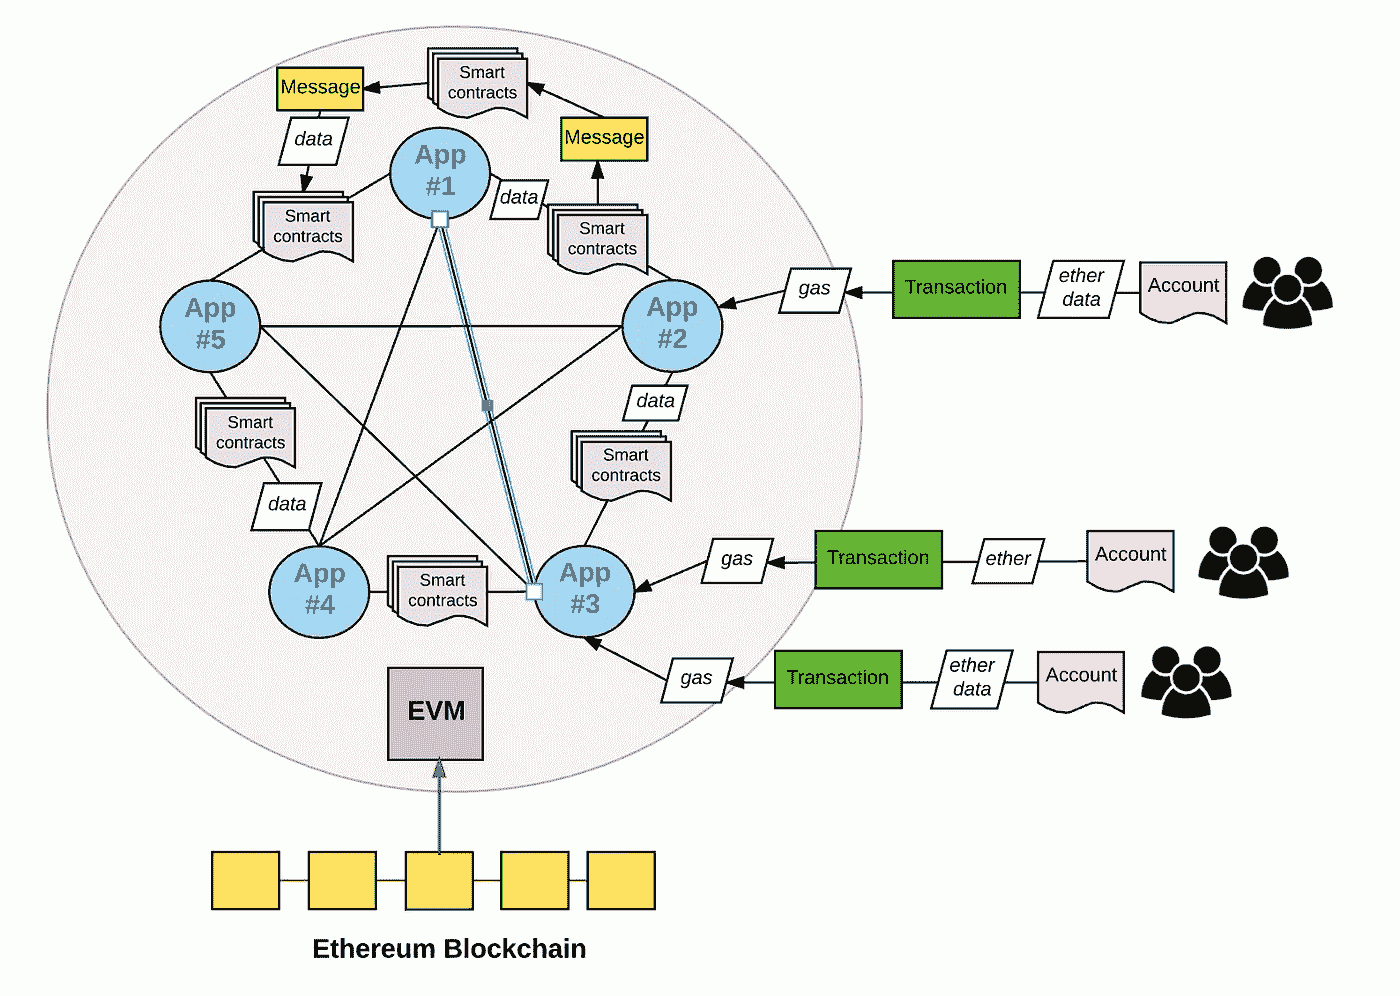 Smart
contracts
Message
Message
data
App
#1
data
Smart
contracts
Smart
contracts
App
#5
App
#2
gas
Transaction
ether
data
Account
data
Smart
contracts
Smart
contracts
data
App
#4
Smart
contracts
App
#3
gas
Transaction
ether
Account
gas
Transaction
ether
data
Account
EVM
Ethereum Blockchain